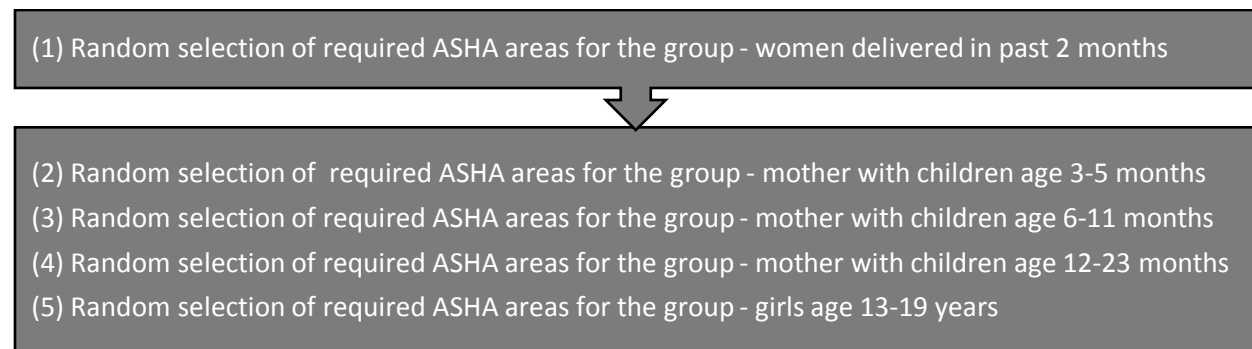 (1) Random selection of required ASHA areas for the group - women delivered in past 2 months
(2) Random selection of required ASHA areas for the group - mother with children age 3-5 months
(3) Random selection of required ASHA areas for the group - mother with children age 6-11 months
(4) Random selection of required ASHA areas for the group - mother with children age 12-23 months
(5) Random selection of required ASHA areas for the group - girls age 13-19 years